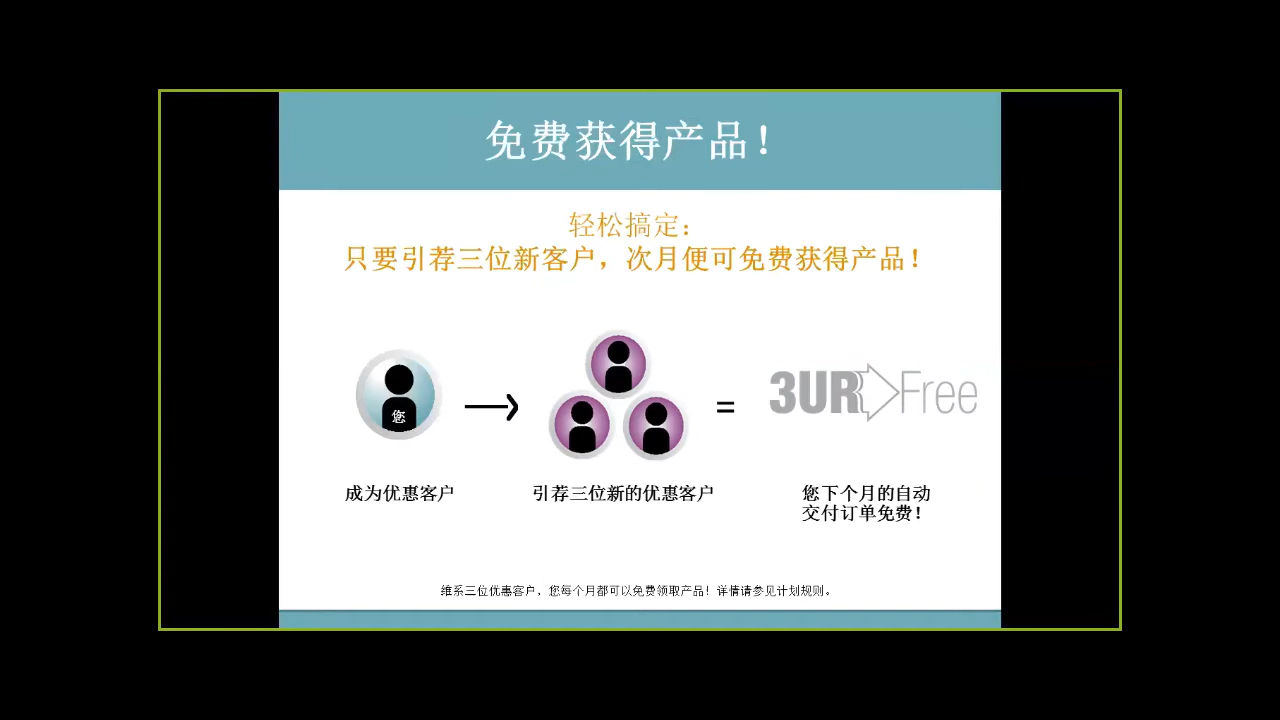 免费获得产品！
轻松搞定：
只要引荐三位新客户，次月便可免费获得产品！
您
=
3UR Free
成为优惠客户
引荐三位新的优惠客户
您下个月的自动
交付订单免费！
维系三位优惠客户，您每个月都可以免费领取产品！详情请参见计划规则。